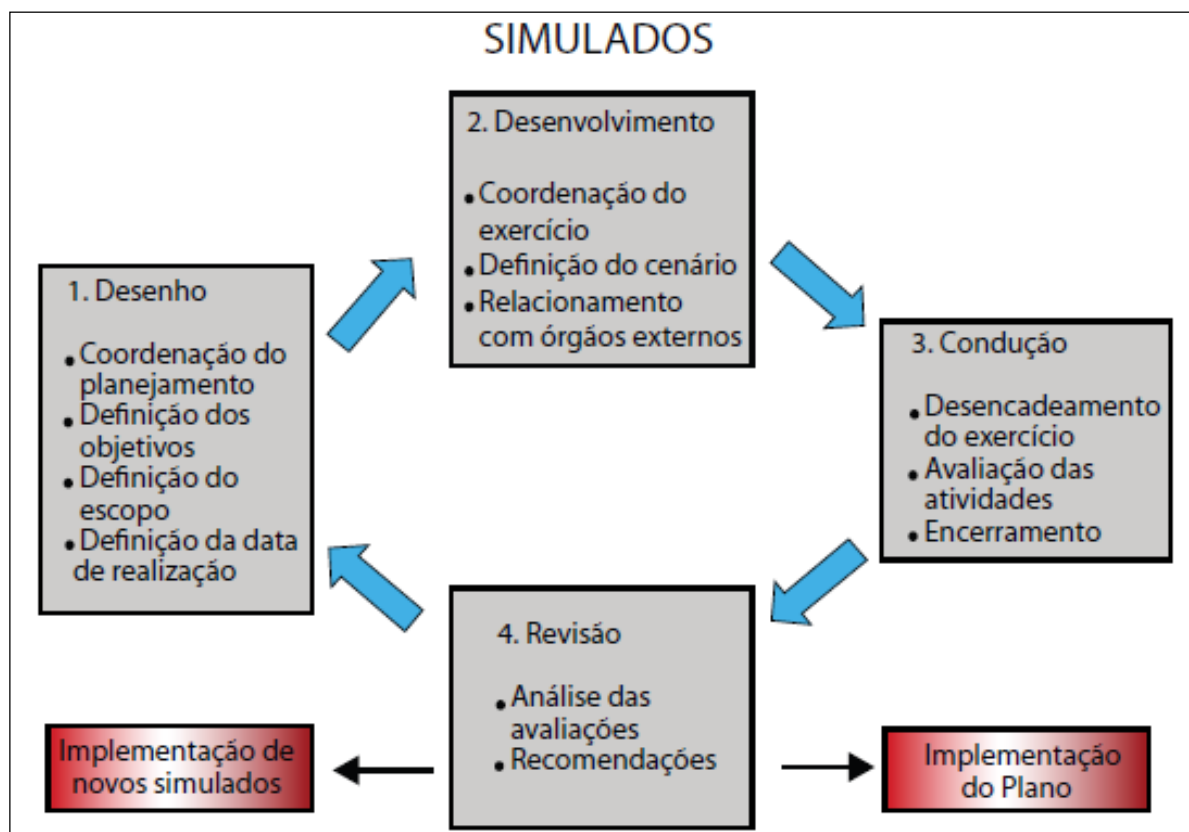 SIMULADOS
1. Desenho
• Coordenação do
planejamento
• Definição dos
objetivos
• Definição do
escopo
• Definição da data
de realização
2. Desenvolvimento
• Coordenação do
exercício
• Definição do cenário
• Relacionamento
com órgãos externos
3. Condução
• Desencadeamento
do exercício
• Avaliação das
atividades
• Encerramento
4. Revisão
• Análise das
avaliações
• Recomendações
Implementação de
novos simulados
Implementação
do Plano